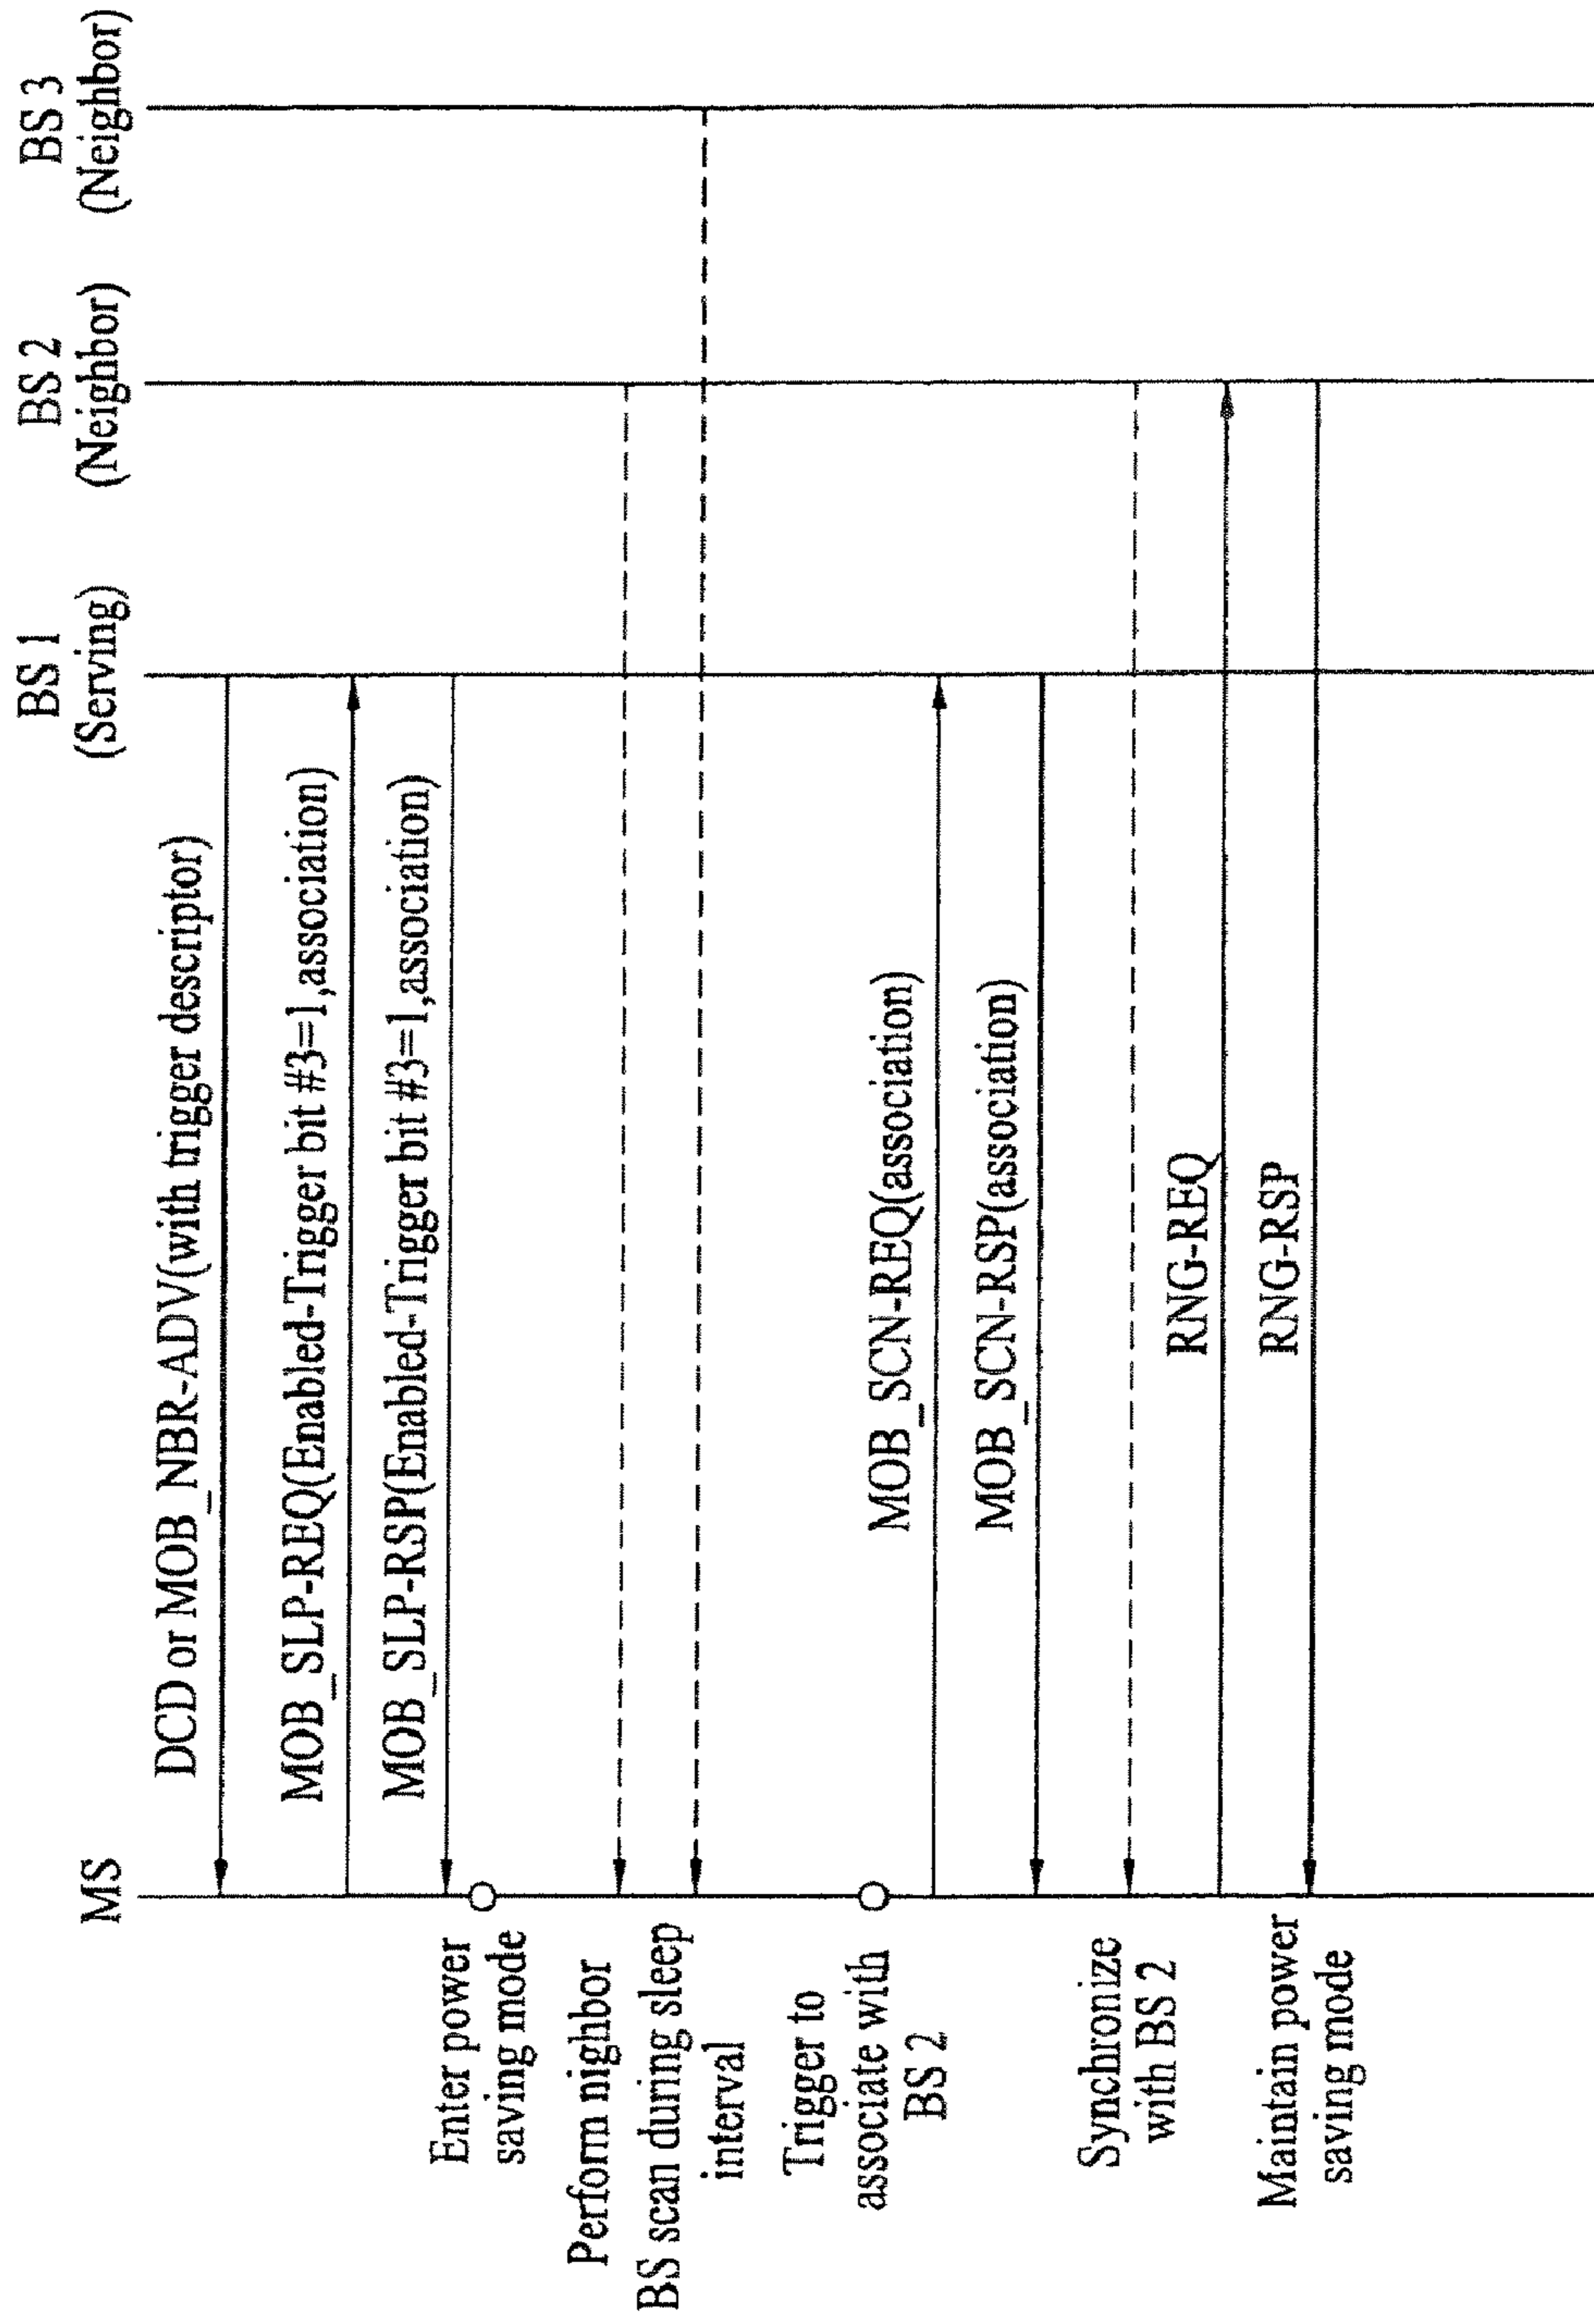 MS
BS 1
(Serving)
BS 2
(Neighbor)
BS 3
(Neighbor)
DCD or MOB_NBR-ADV(with trigger descriptor)
MOB_SLP-REQ(Enabled-Trigger bit #3=1,association)
MOB_SLP-RSP(Enabled-Trigger bit #3=1,association)
Enter power
saving mode
Perfom nighbor
BS scan during sleep
interval
Trigger to
associate with
BS 2
MOB_SCN-REQ(association)
MOB_SCN-RSP(association)
Synchronize
with BS 2
RNG-REQ
RNG-RSP
Maintain power
saving mode